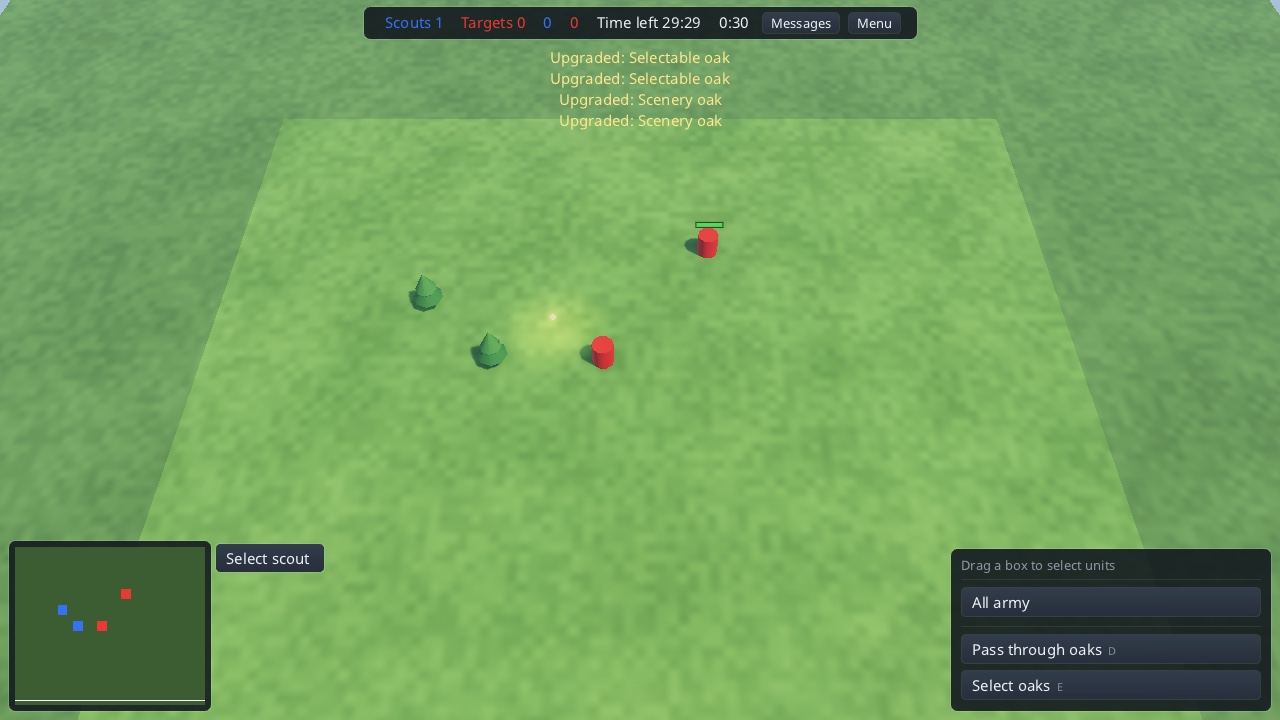 Scouts 1 Targets 0 0 0 Time left 29:29 0:30 Messages Menu
Upgraded: Selectable oak
Upgraded: Selectable oak
Upgraded: Scenery oak
Upgraded: Scenery oak
Select scout
Drag a box to select units
All army
Pass through oaks D
Select oaks E